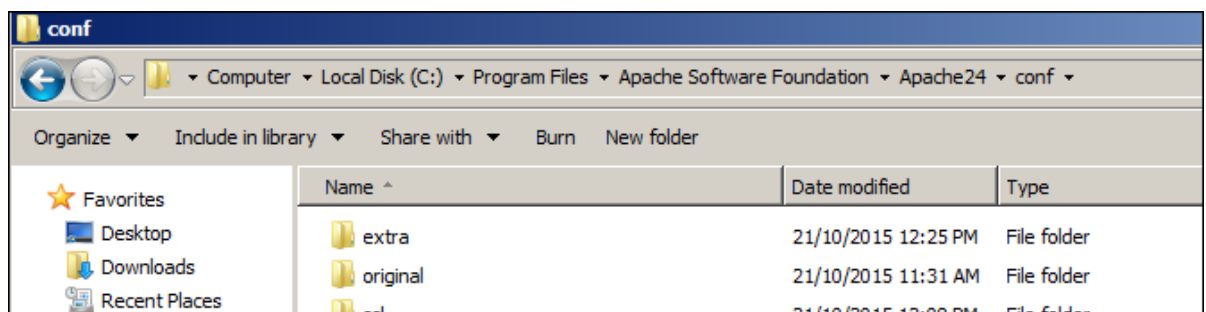 conf
Computer Local Disk (C:) Program Files Apache Software Foundation Apache24 conf
Organize Include in library Share with Burn New folder
Favorites
Desktop
Downloads
Recent Places
Name Date modified Type
extra 21/10/2015 12:25 PM File folder
original 21/10/2015 11:31 AM File folder